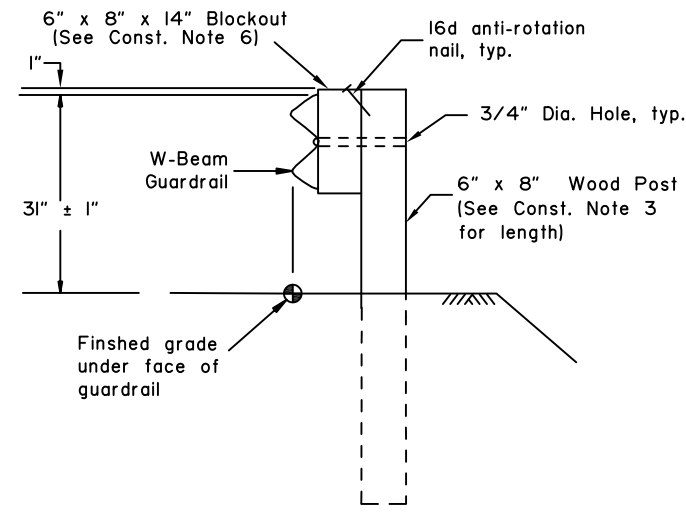 6" x 8" x 14" Blockout
(See Const. Note 6)
16d anti-rotation
nail, typ.
1"
3/4" Dia. Hole, typ.
W-Beam
Guardrail
6" x 8" Wood Post
(See Const. Note 3
for length)
31" ± 1"
Finshed grade
under face of
guardrail